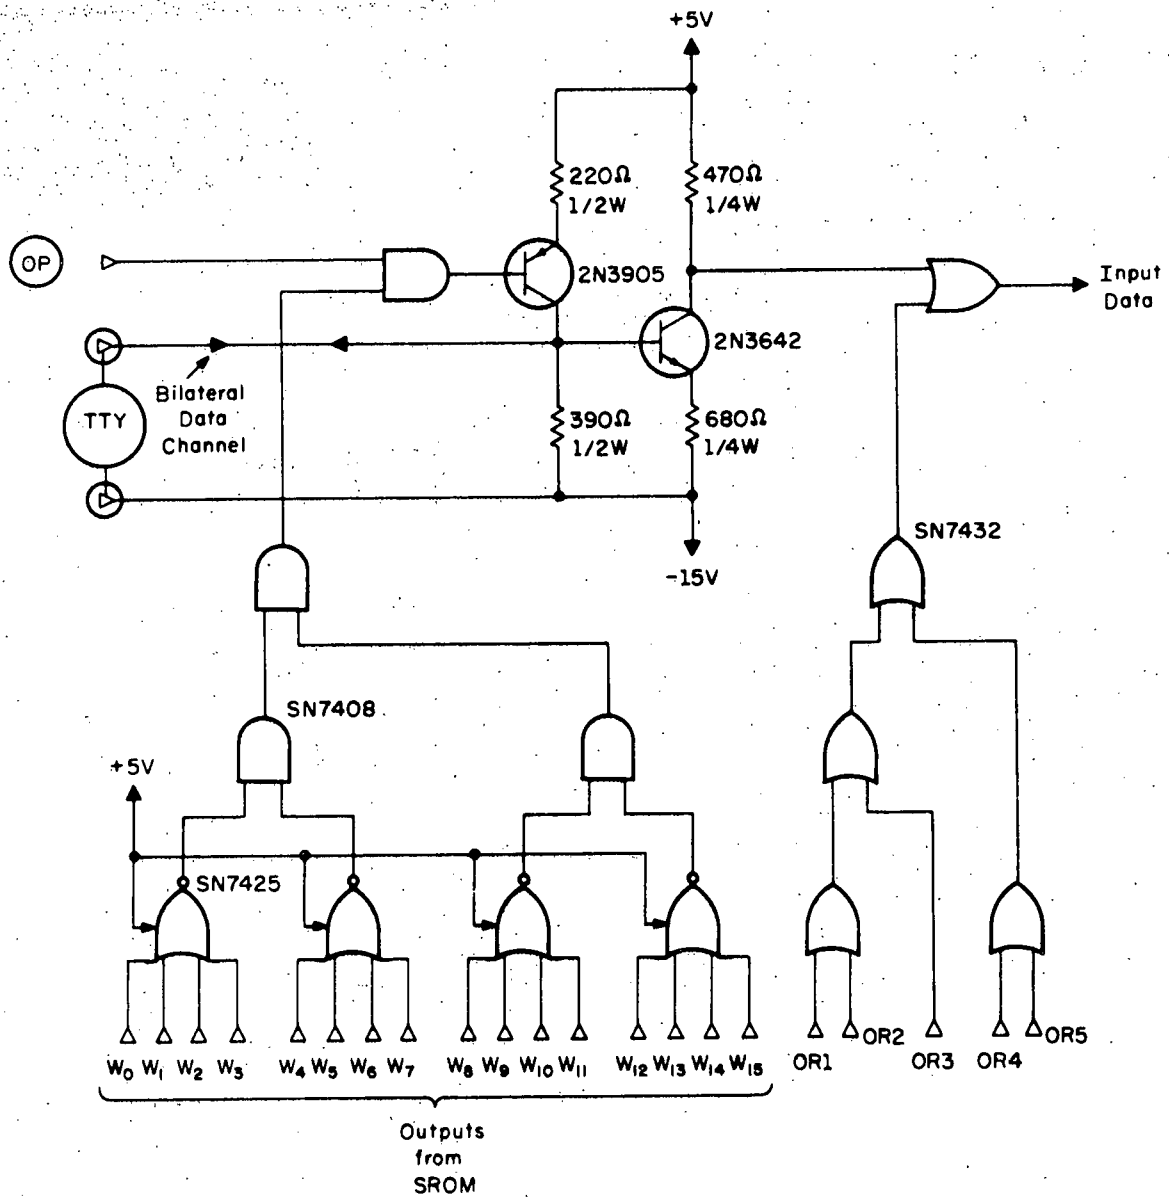 +5V
220Ω
1/2W
470Ω
1/4W
OP
2N3905
Input
Data
2N3642
Bilateral
Data
Channel
TTY
390Ω
1/2W
680Ω
1/4W
-15V
SN7432
SN7408
+5V
SN7425
W₀ W₁ W₂ W₃ W₄ W₅ W₆ W₇ W₈ W₉ W₁₀ W₁₁ W₁₂ W₁₃ W₁₄ W₁₅
OR1 OR2 OR3 OR4 OR5
Outputs
from
SROM